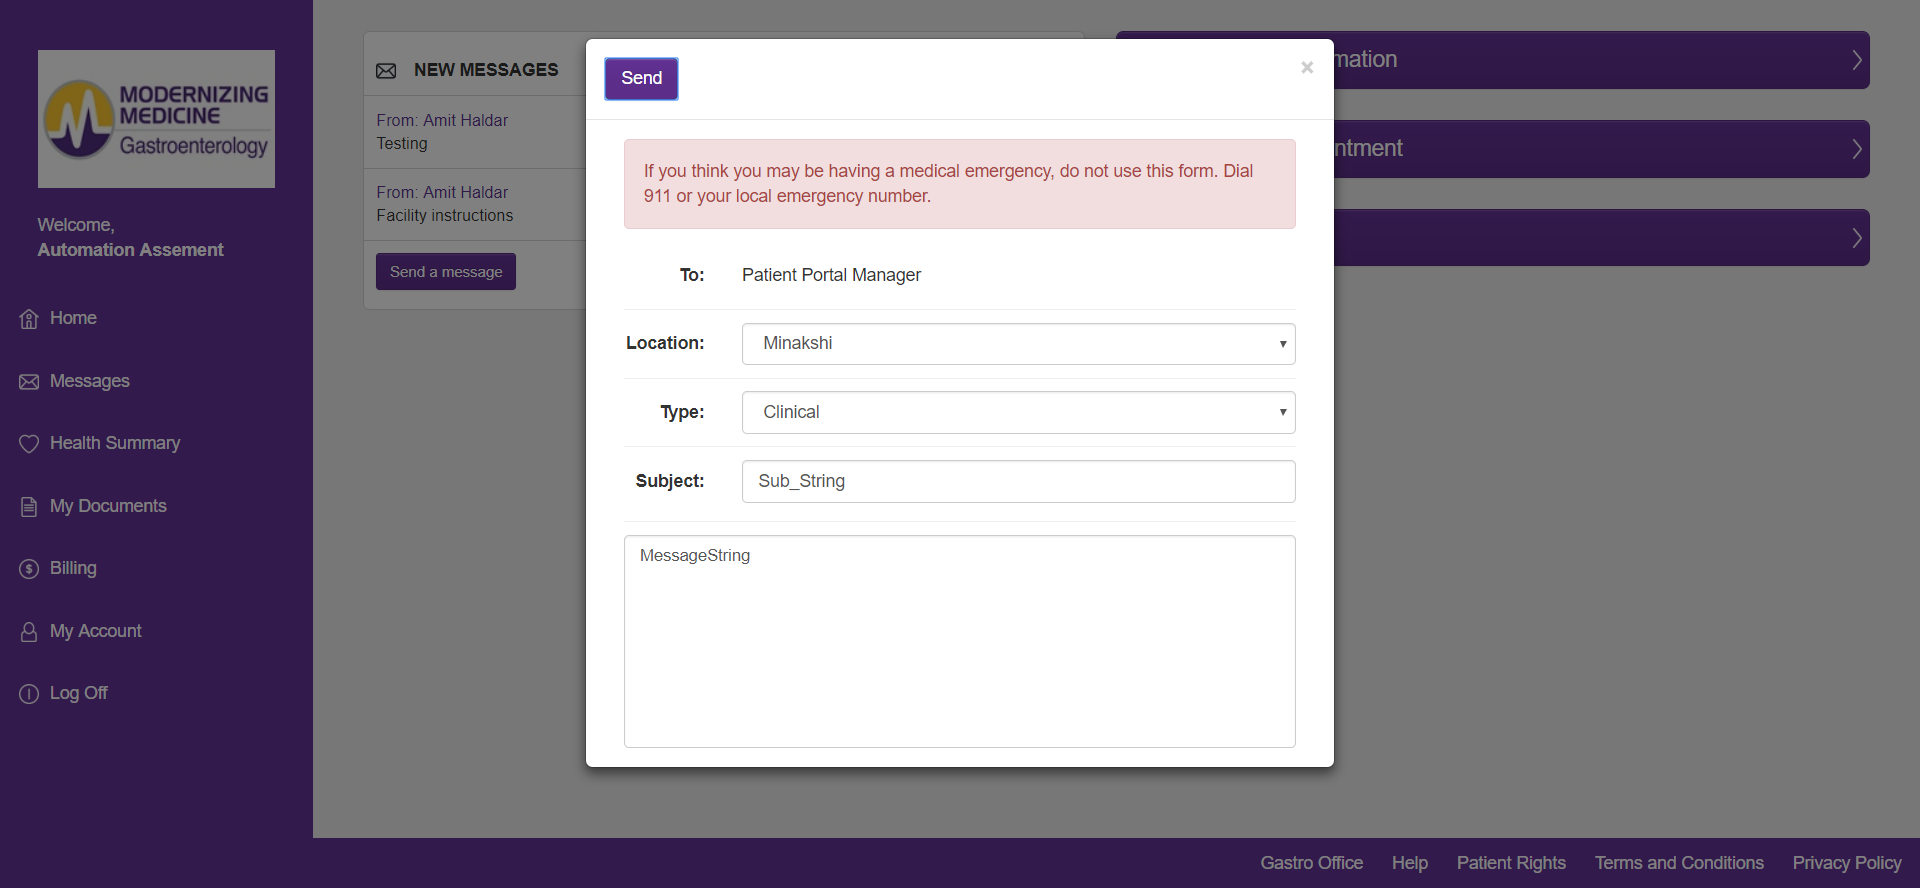 MODERNIZING
MEDICINE
Gastroenterology
Welcome,
Automation Assement
Home
Messages
Health Summary
My Documents
Billing
My Account
Log Off
NEW MESSAGES
From: Amit Haldar
Testing
From: Amit Haldar
Facility instructions
Send a message
Send
×
If you think you may be having a medical emergency, do not use this form. Dial
911 or your local emergency number.
To: Patient Portal Manager
Location: Minakshi
Type: Clinical
Subject: Sub_String
MessageString
mation
ntment
Gastro Office Help Patient Rights Terms and Conditions Privacy Policy